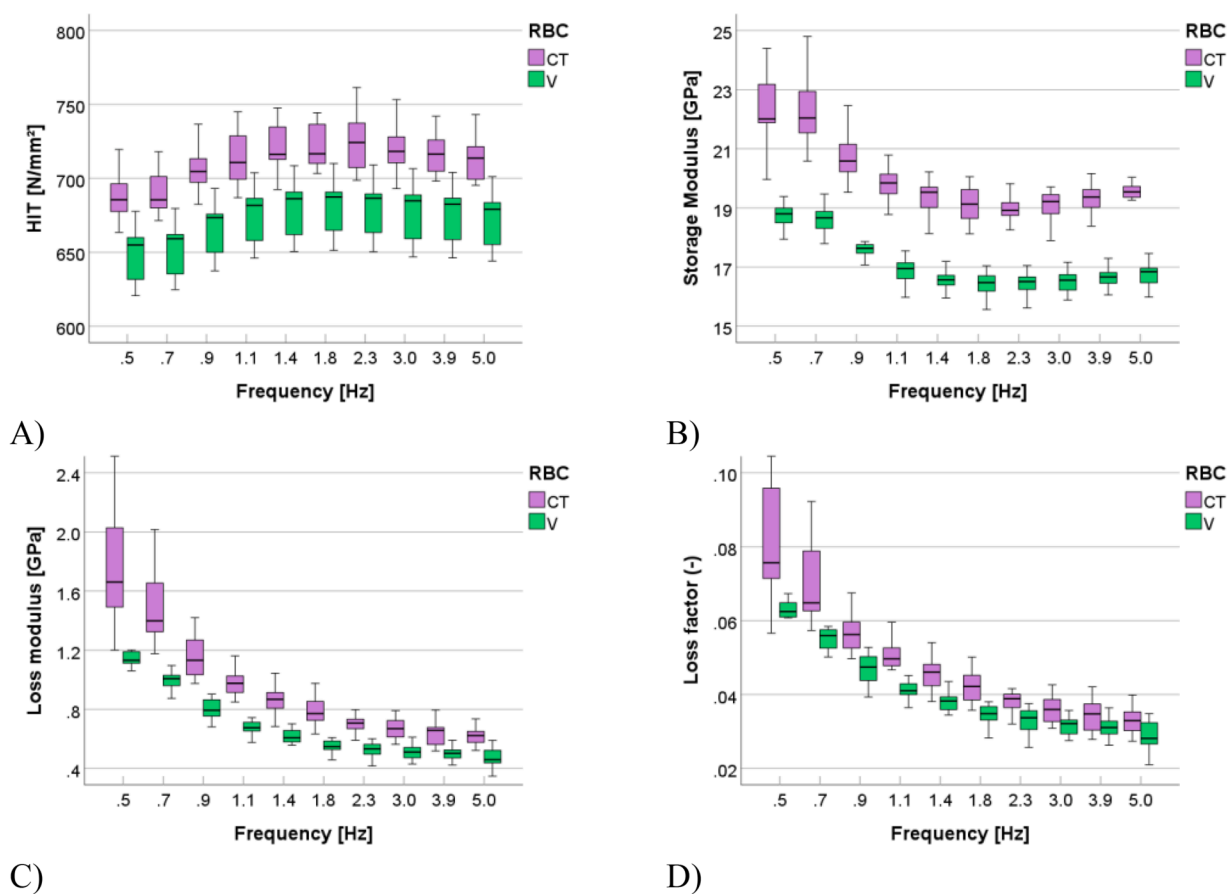 RBC
CT
V
HIT [N/mm²]
800
750
700
650
600
.5 .7 .9 1.1 1.4 1.8 2.3 3.0 3.9 5.0
Frequency [Hz]
A)
RBC
CT
V
Storage Modulus [GPa]
25
23
21
19
17
15
.5 .7 .9 1.1 1.4 1.8 2.3 3.0 3.9 5.0
Frequency [Hz]
B)
RBC
CT
V
Loss modulus [GPa]
2.4
2.0
1.6
1.2
.8
.4
.5 .7 .9 1.1 1.4 1.8 2.3 3.0 3.9 5.0
Frequency [Hz]
C)
RBC
CT
V
Loss factor (-)
.10
.08
.06
.04
.02
.5 .7 .9 1.1 1.4 1.8 2.3 3.0 3.9 5.0
Frequency [Hz]
D)